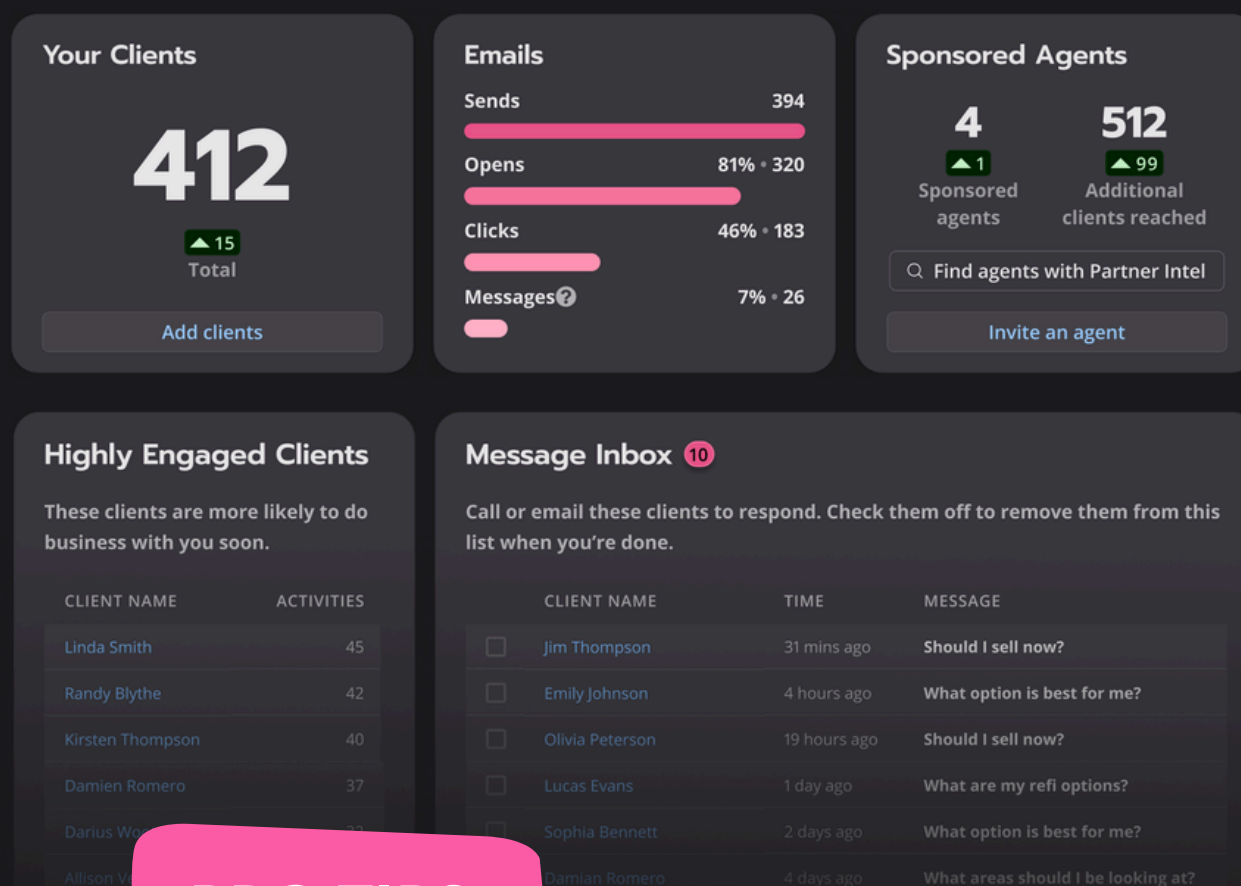 Your Clients
412
15
Total
Add clients
Emails
Sends 394
Opens 81% • 320
Clicks 46% • 183
Messages? 7% • 26
Sponsored Agents
4 512
1 99
Sponsored agents
Additional clients reached
Find agents with Partner Intel
Invite an agent
Highly Engaged Clients
These clients are more likely to do
business with you soon.
CLIENT NAME ACTIVITIES
Linda Smith 45
Randy Blythe 42
Kirsten Thompson 40
Damien Romero 37
Darius
Allison
Message Inbox 10
Call or email these clients to respond. Check them off to remove them from this
list when you’re done.
CLIENT NAME TIME MESSAGE
Jim Thompson 31 mins ago Should I sell now?
Emily Johnson 4 hours ago What option is best for me?
Olivia Peterson 19 hours ago Should I sell now?
Lucas Evans 1 day ago What are my refi options?
Sophia Bennett 2 days ago What option is best for me?
Damian Romero 4 days ago What areas should I be looking at?